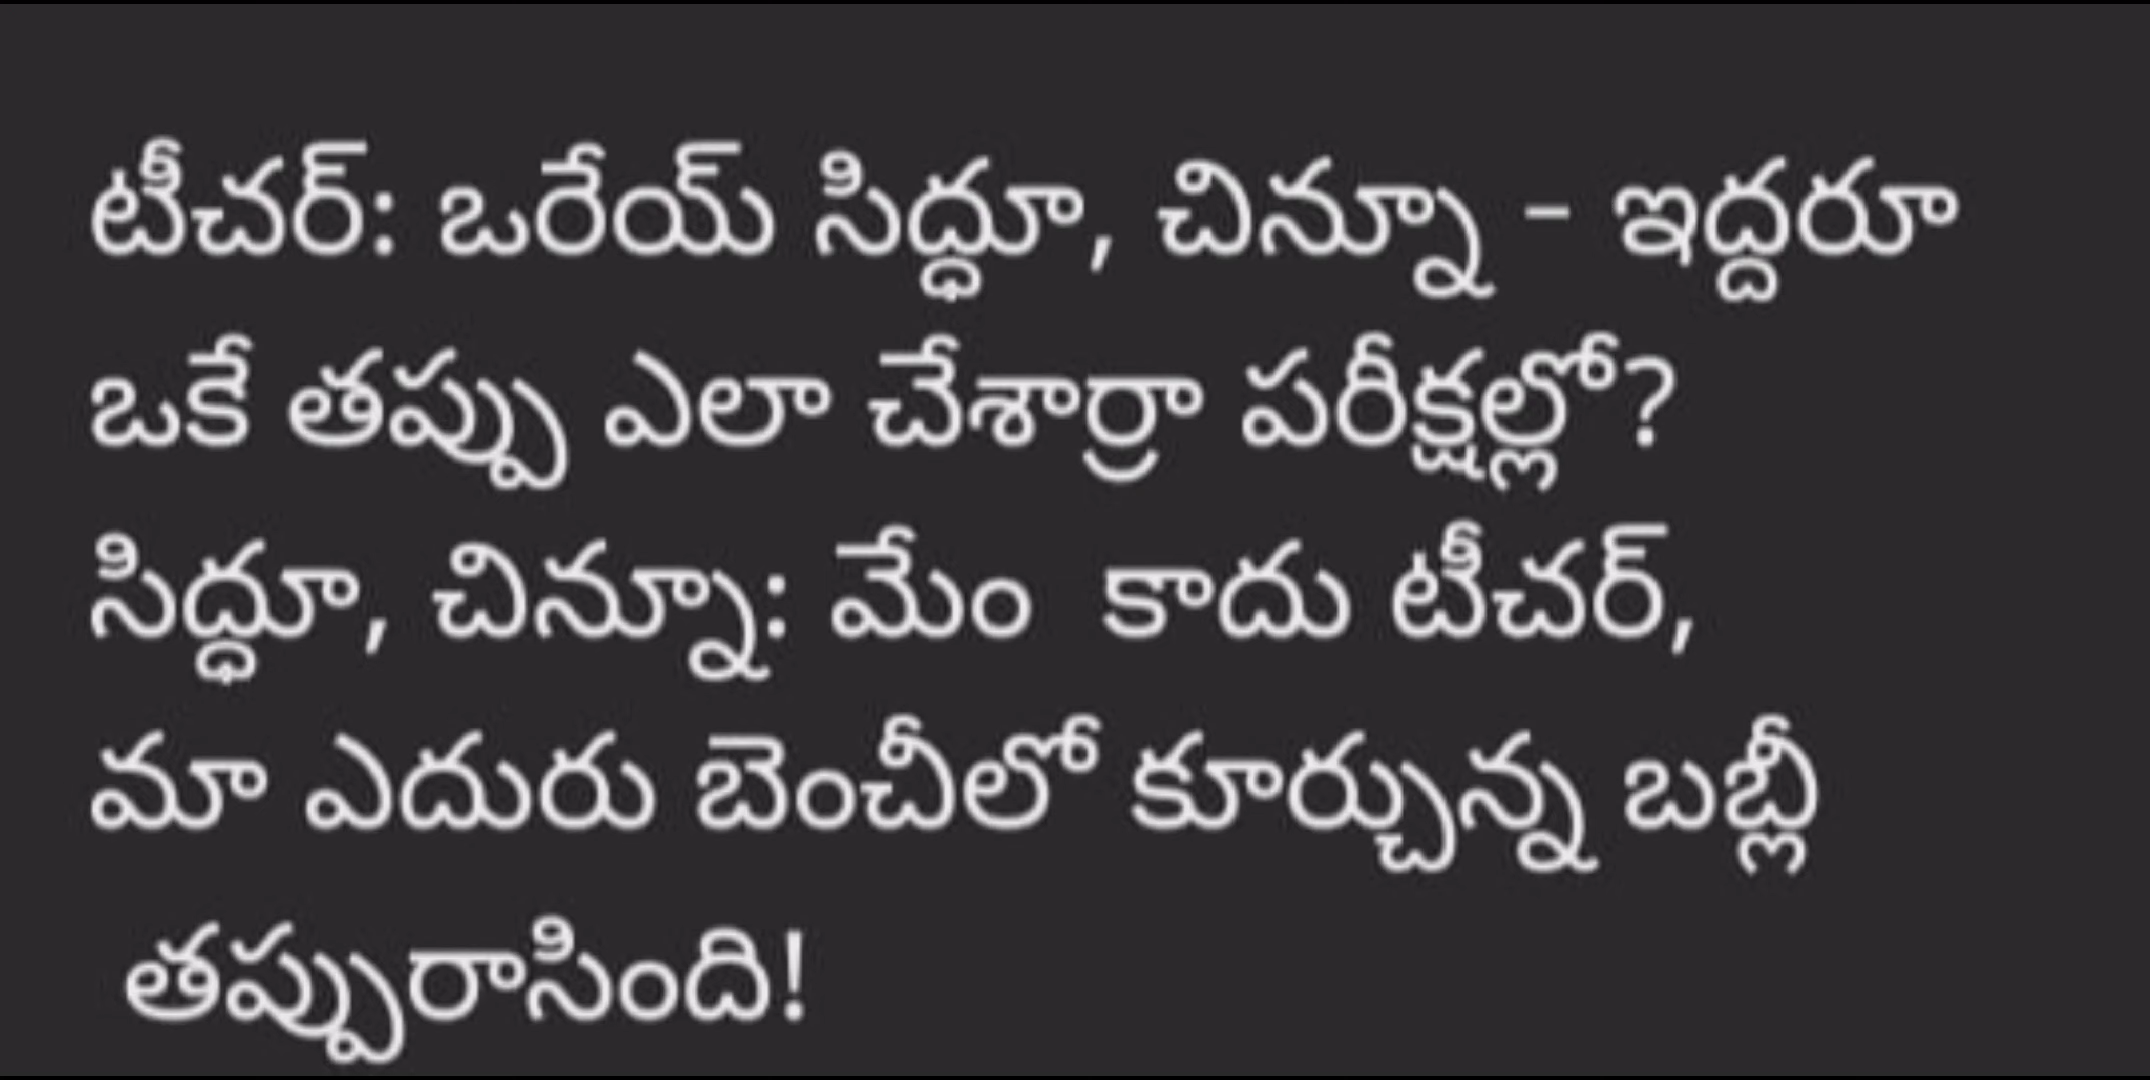 టీచర్: ఒరేయ్ సిద్ధూ, చిన్నూ - ఇద్దరూ
ఒకే తప్పు ఎలా చేశార్రా పరీక్షల్లో?
సిద్ధూ, చిన్నూ: మేం  కాదు టీచర్,
మా ఎదురు బెంచీలో కూర్చున్న బబ్లీ
తప్పురాసింది!